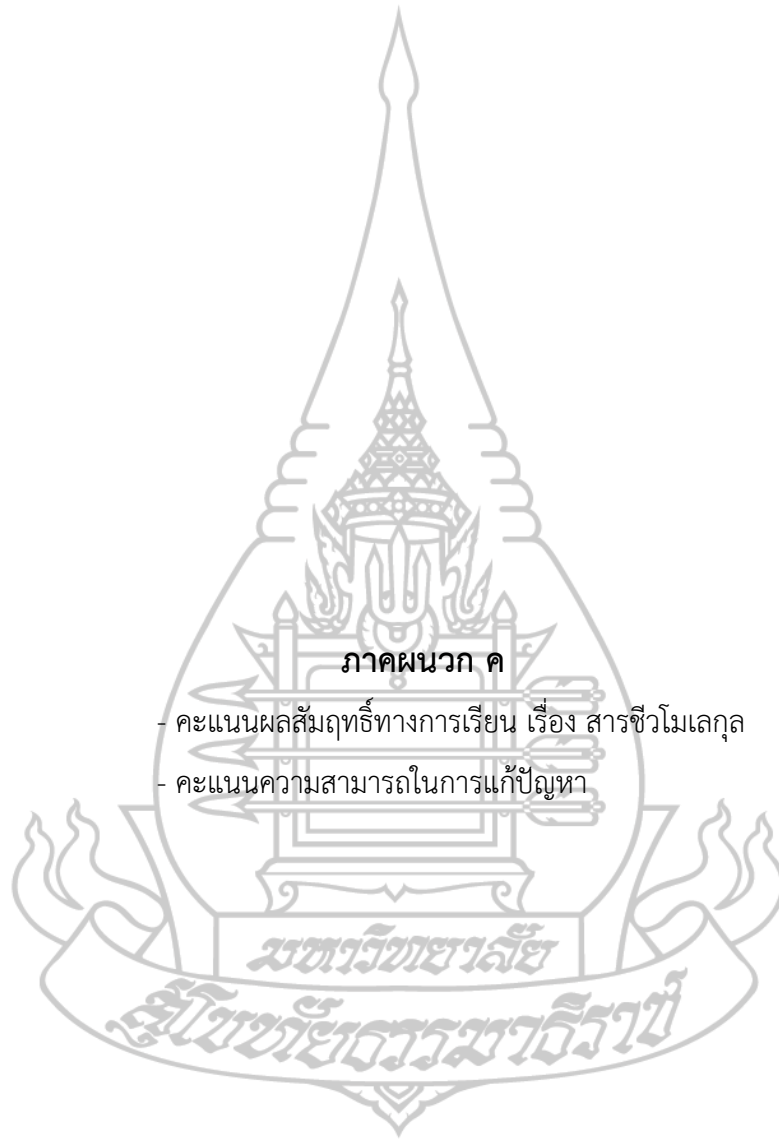 ภาคผนวก ค
- คะแนนผลสัมฤทธิ์ทางการเรียน เรื่อง สารชีวโมเลกุล
- คะแนนความสามารถในการแก้ปัญหา
มหาวิทยาลัย
สุโขทัยธรรมาธิราช